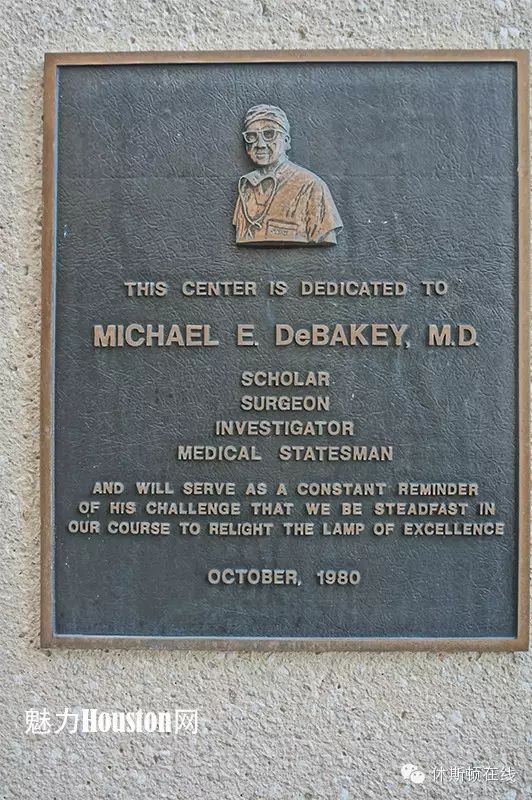 THIS CENTER IS DEDICATED TO
MICHAEL E. DeBAKEY, M.D.
SCHOLAR
SURGEON
INVESTIGATOR
MEDICAL STATESMAN
AND WILL SERVE AS A CONSTANT REMINDER
OF HIS CHALLENGE THAT WE BE STEADFAST IN
OUR COURSE TO RELIGHT THE LAMP OF EXCELLENCE
OCTOBER, 1980
魅力Houston网
休斯顿在线